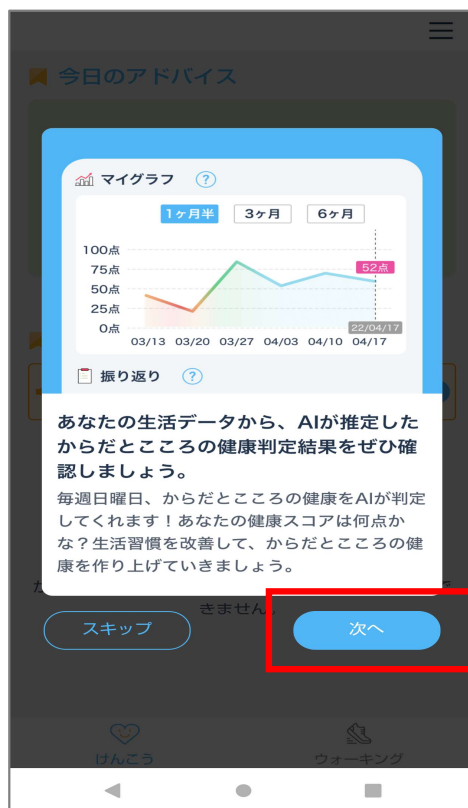 今日のアドバイス
マイグラフ ?
1ヶ月半 3ヶ月 6ヶ月
100点
75点
52点
50点
25点
0点
22/04/17
03/13 03/20 03/27 04/03 04/10 04/17
振り返り ?
あなたの生活データから、AIが推定した
からだとこころの健康判定結果をぜひ確
認しましょう。
毎週日曜日、からだとこころの健康をAIが判定
してくれます！あなたの健康スコアは何点か
な？生活習慣を改善して、からだとこころの健
康を作り上げていきましょう。
きません
スキップ 次へ
けんこう ウォーキング